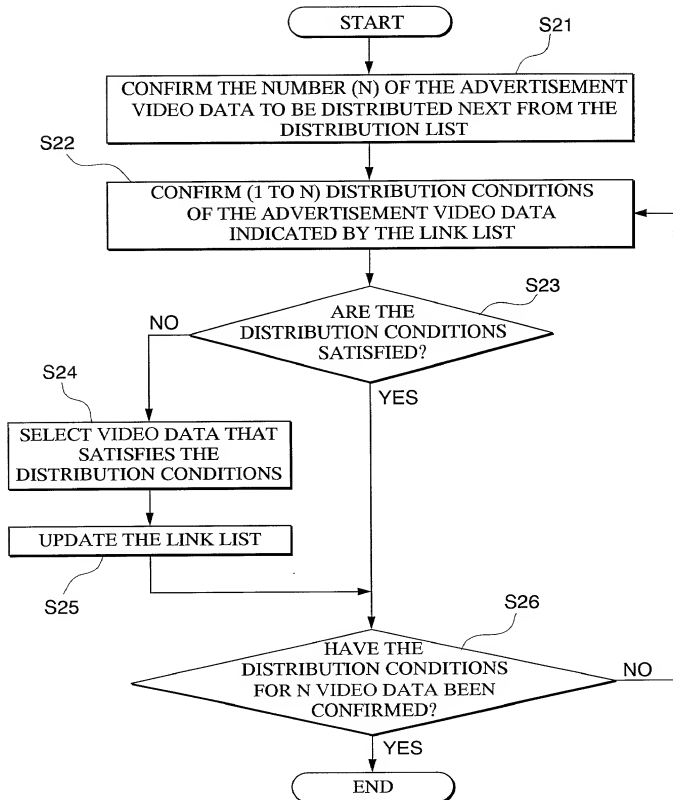 START
S21
CONFIRM THE NUMBER (N) OF THE ADVERTISEMENT
VIDEO DATA TO BE DISTRIBUTED NEXT FROM THE
DISTRIBUTION LIST
S22
CONFIRM (1 TO N) DISTRIBUTION CONDITIONS
OF THE ADVERTISEMENT VIDEO DATA
INDICATED BY THE LINK LIST
S23
ARE THE
DISTRIBUTION CONDITIONS
SATISFIED?
NO
YES
S24
SELECT VIDEO DATA THAT
SATISFIES THE
DISTRIBUTION CONDITIONS
UPDATE THE LINK LIST
S25
S26
HAVE THE
DISTRIBUTION CONDITIONS
FOR N VIDEO DATA BEEN
CONFIRMED?
NO
YES
END